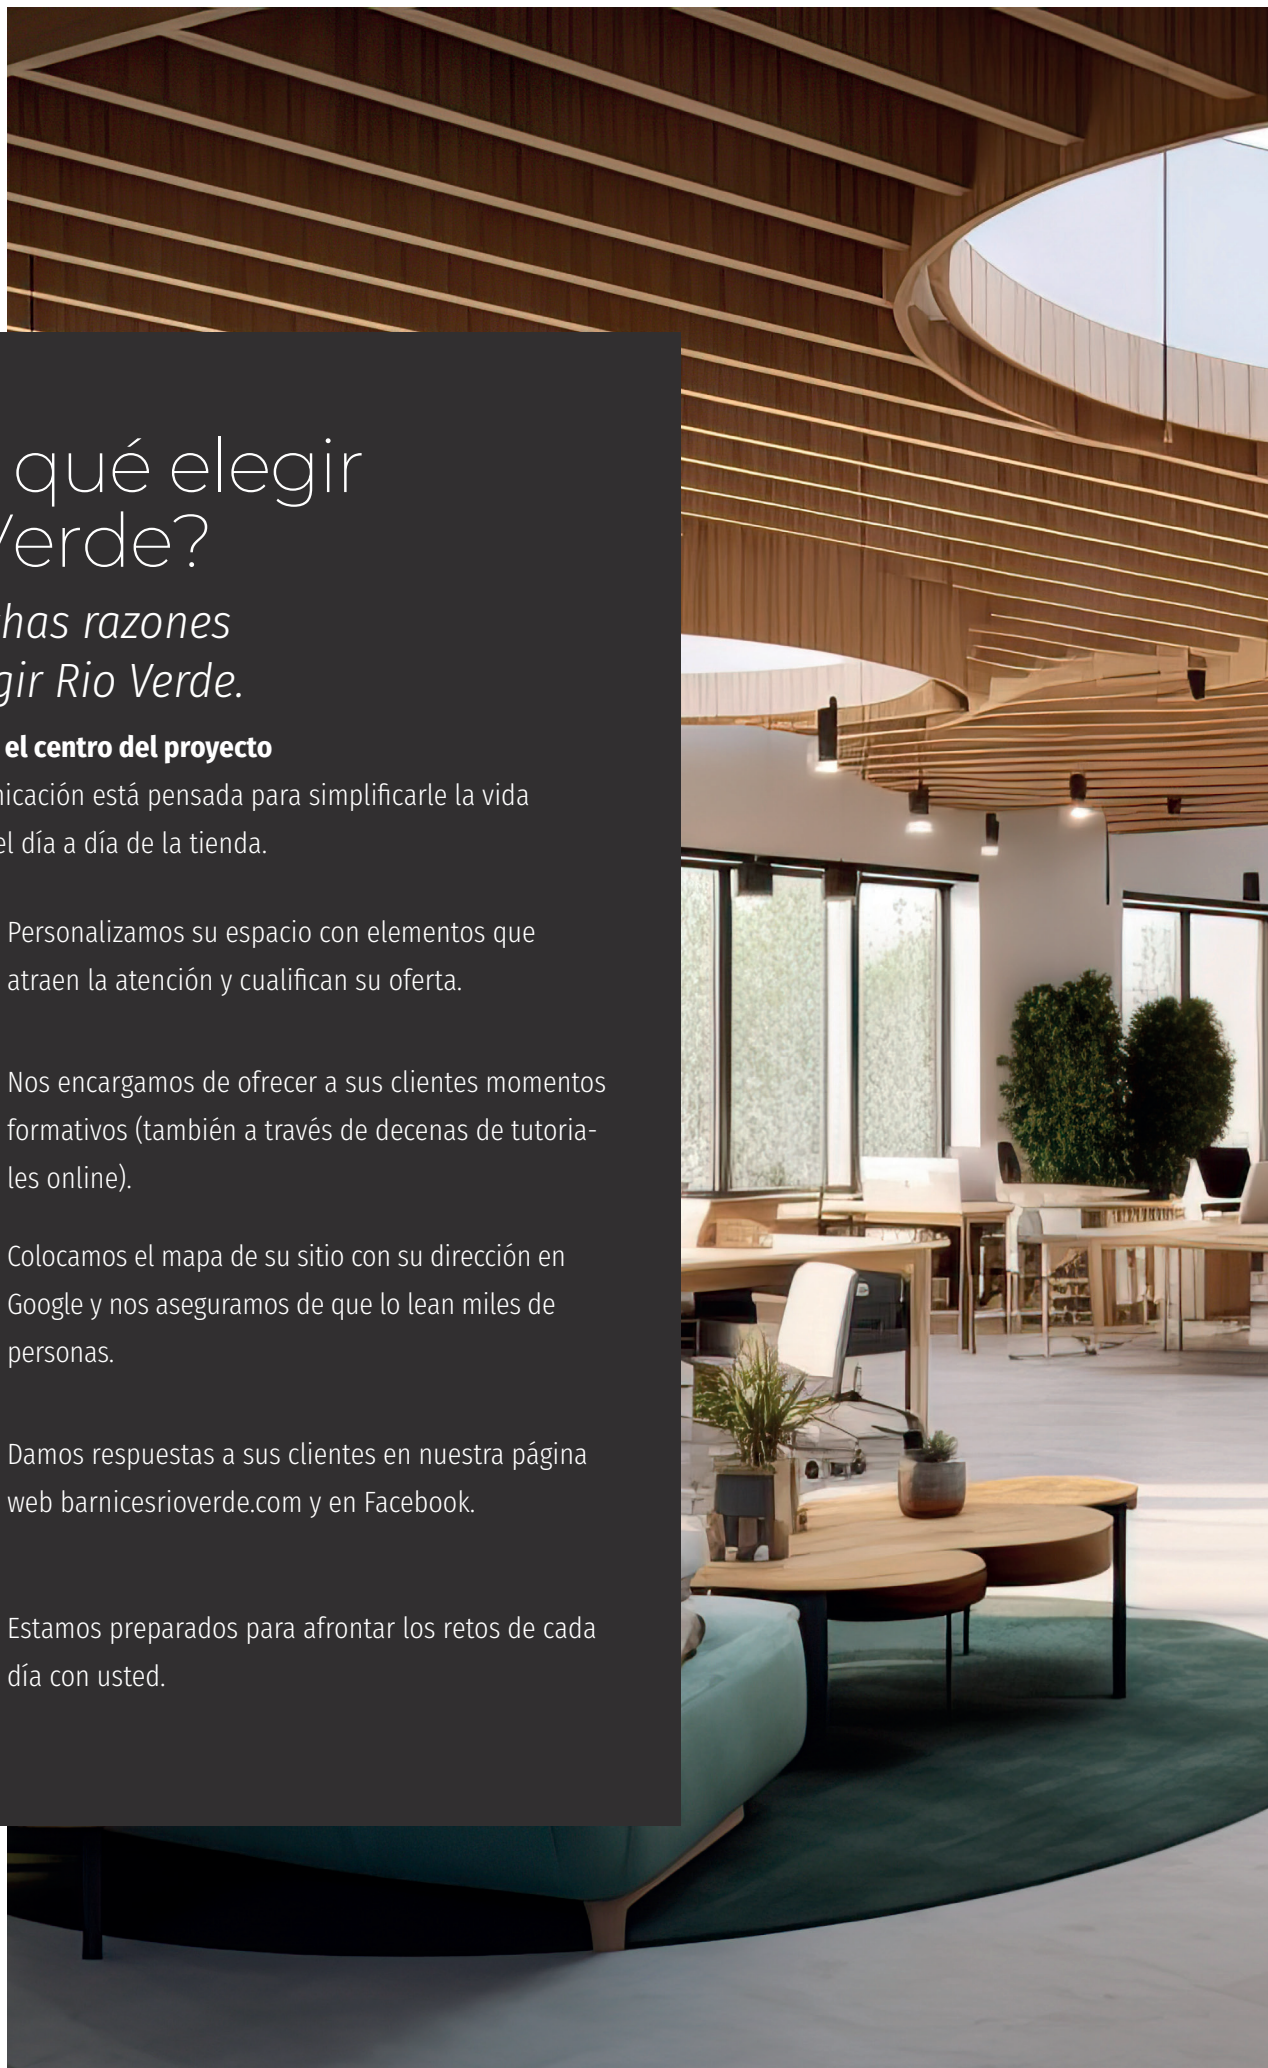 qué elegir
Verde?
has razones
gir Rio Verde.
el centro del proyecto
nicación está pensada para simplificarle la vida
el día a día de la tienda.
Personalizamos su espacio con elementos que
atraen la atención y cualifican su oferta.
Nos encargamos de ofrecer a sus clientes momentos
formativos (también a través de decenas de tutoria-
les online).
Colocamos el mapa de su sitio con su dirección en
Google y nos aseguramos de que lo lean miles de
personas.
Damos respuestas a sus clientes en nuestra página
web barnicesrioverde.com y en Facebook.
Estamos preparados para afrontar los retos de cada
día con usted.